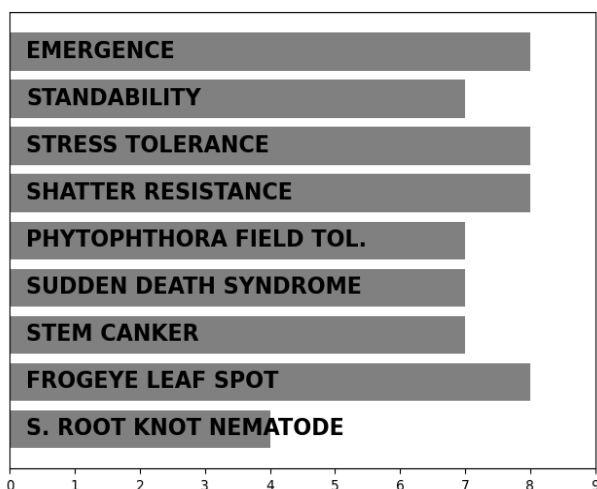 EMERGENCE
STANDABILITY
STRESS TOLERANCE
SHATTER RESISTANCE
PHYTOPHTHORA FIELD TOL.
SUDDEN DEATH SYNDROME
STEM CANKER
FROGEYE LEAF SPOT
S. ROOT KNOT NEMATODE
0 1 2 3 4 5 6 7 8 9